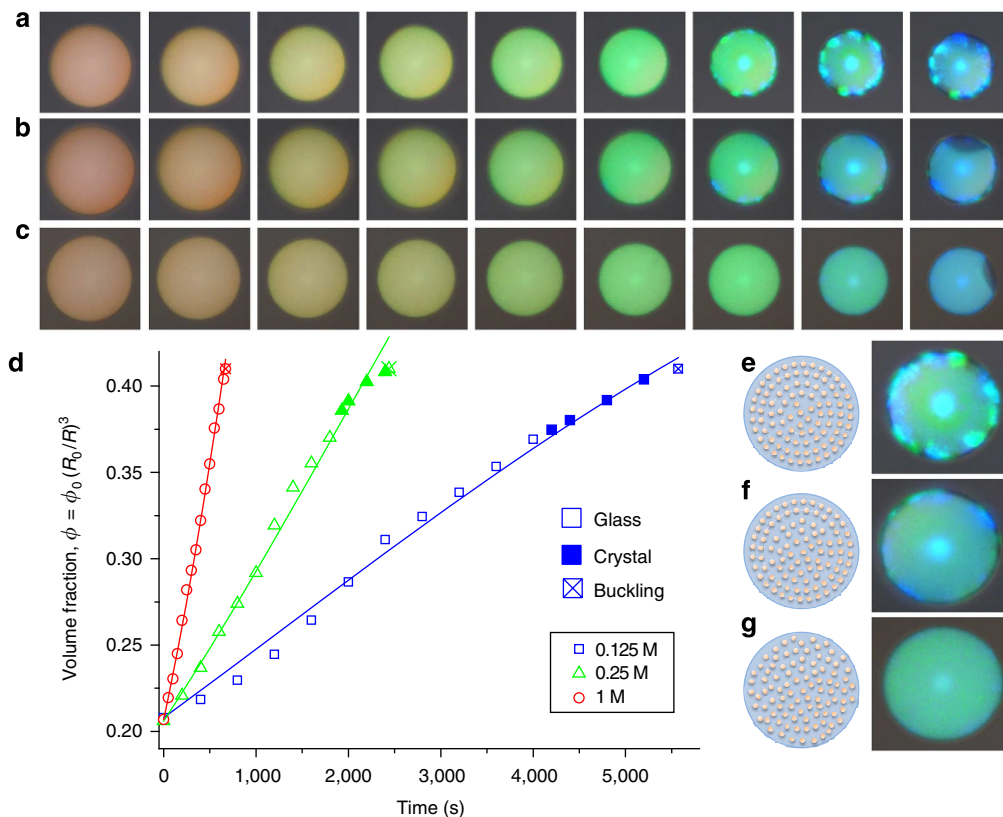 a
b
c
d
Volume fraction, ϕ = ϕ₀ (R₀/R)³
0.40
0.35
0.30
0.25
0.20
0
1,000
2,000
3,000
4,000
5,000
Time (s)
Glass
Crystal
Buckling
0.125 M
0.25 M
1 M
e
f
g